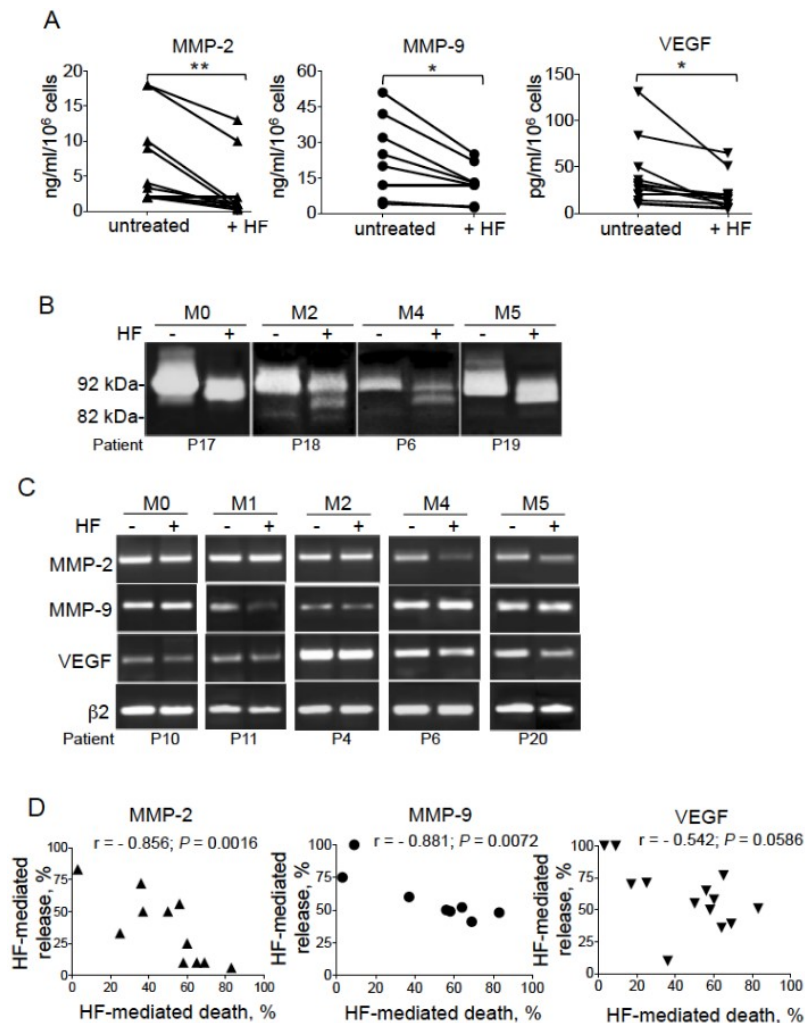 A
MMP-2 MMP-9 VEGF
** * *
20 60 150
15 45 100
10 30 50
5 15 0
0 0
ng/ml/10⁶ cells ng/ml/10⁶ cells pg/ml/10⁶ cells
untreated + HF untreated + HF untreated + HF
B
M0 M2 M4 M5
HF - + - + - + - +
92 kDa-
82 kDa-
Patient P17 P18 P6 P19
C
M0 M1 M2 M4 M5
HF - + - + - + - + - +
MMP-2
MMP-9
VEGF
β2
Patient P10 P11 P4 P6 P20
D
MMP-2 MMP-9 VEGF
r = - 0.856; P = 0.0016 r = - 0.881; P = 0.0072 r = - 0.542; P = 0.0586
HF-mediated release, % HF-mediated release, % HF-mediated release, %
100 100 100
75 75 75
50 50 50
25 25 25
0 0 0
0 20 40 60 80 100 0 20 40 60 80 100 0 20 40 60 80 100
HF-mediated death, % HF-mediated death, % HF-mediated death, %